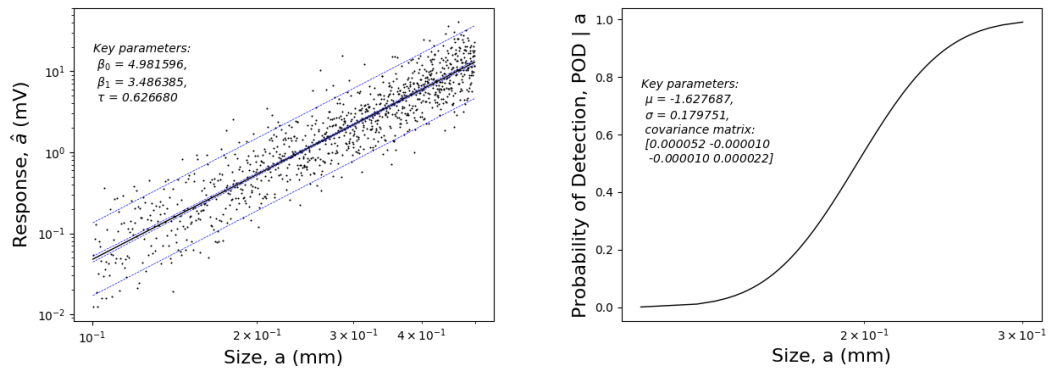 Key parameters:
β₀ = 4.981596,
β₁ = 3.486385,
τ = 0.626680
Response, â (mV)
10¹
10⁰
10⁻¹
10⁻²
10⁻¹ 2 × 10⁻¹ 3 × 10⁻¹ 4 × 10⁻¹
Size, a (mm)
Key parameters:
μ = -1.627687,
σ = 0.179751,
covariance matrix:
[0.000052 -0.000010
-0.000010 0.000022]
Probability of Detection, POD | a
1.0
0.8
0.6
0.4
0.2
0.0
2 × 10⁻¹ 3 × 10⁻¹
Size, a (mm)